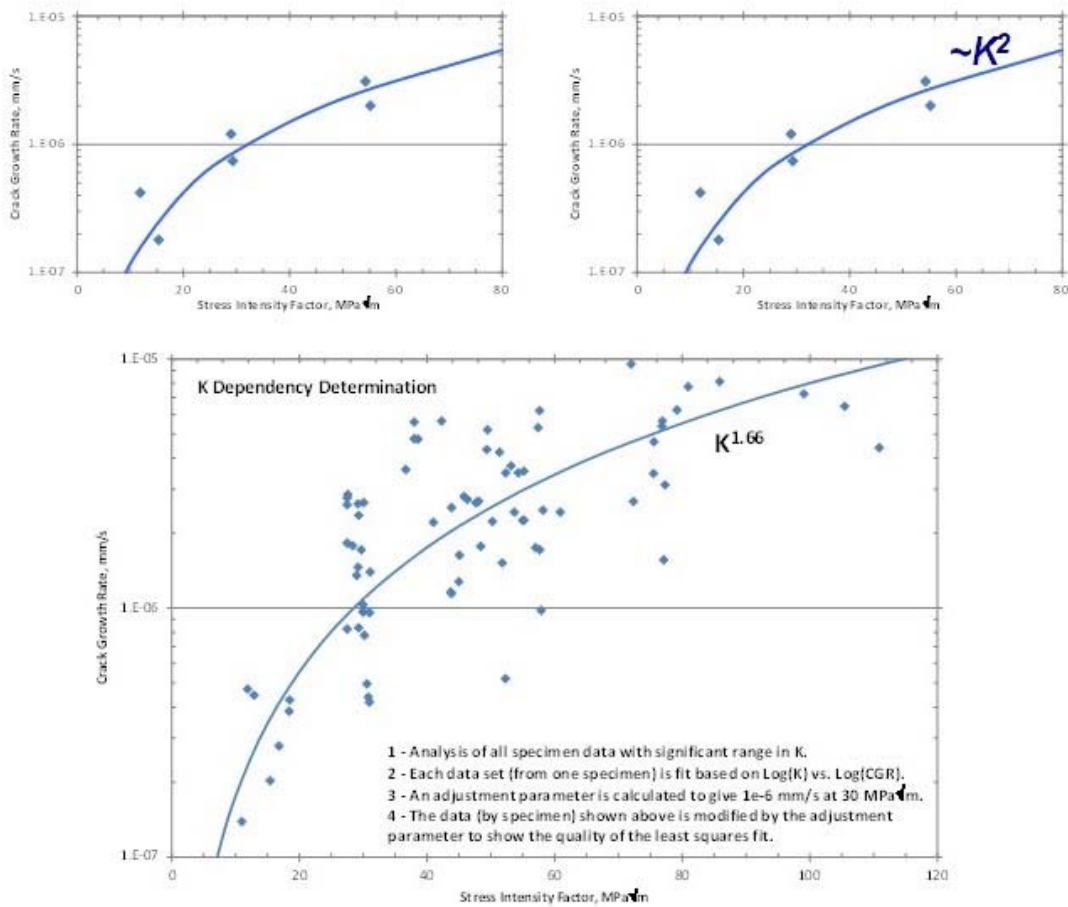 1.E-05
1.E-06
1.E-07
Crack Growth Rate, mm/s
0 20 40 60 80
Stress Intensity Factor, MPa√m
1.E-05
1.E-06
1.E-07
Crack Growth Rate, mm/s
0 20 40 60 80
Stress Intensity Factor, MPa√m
~K²
1.E-05
1.E-06
1.E-07
Crack Growth Rate, mm/s
K Dependency Determination
K¹·⁶⁶
1 - Analysis of all specimen data with significant range in K.
2 - Each data set (from one specimen) is fit based on Log(K) vs. Log(CGR).
3 - An adjustment parameter is calculated to give 1e-6 mm/s at 30 MPa√m.
4 - The data (by specimen) shown above is modified by the adjustment
parameter to show the quality of the least squares fit.
0 20 40 60 80 100 120
Stress Intensity Factor, MPa√m